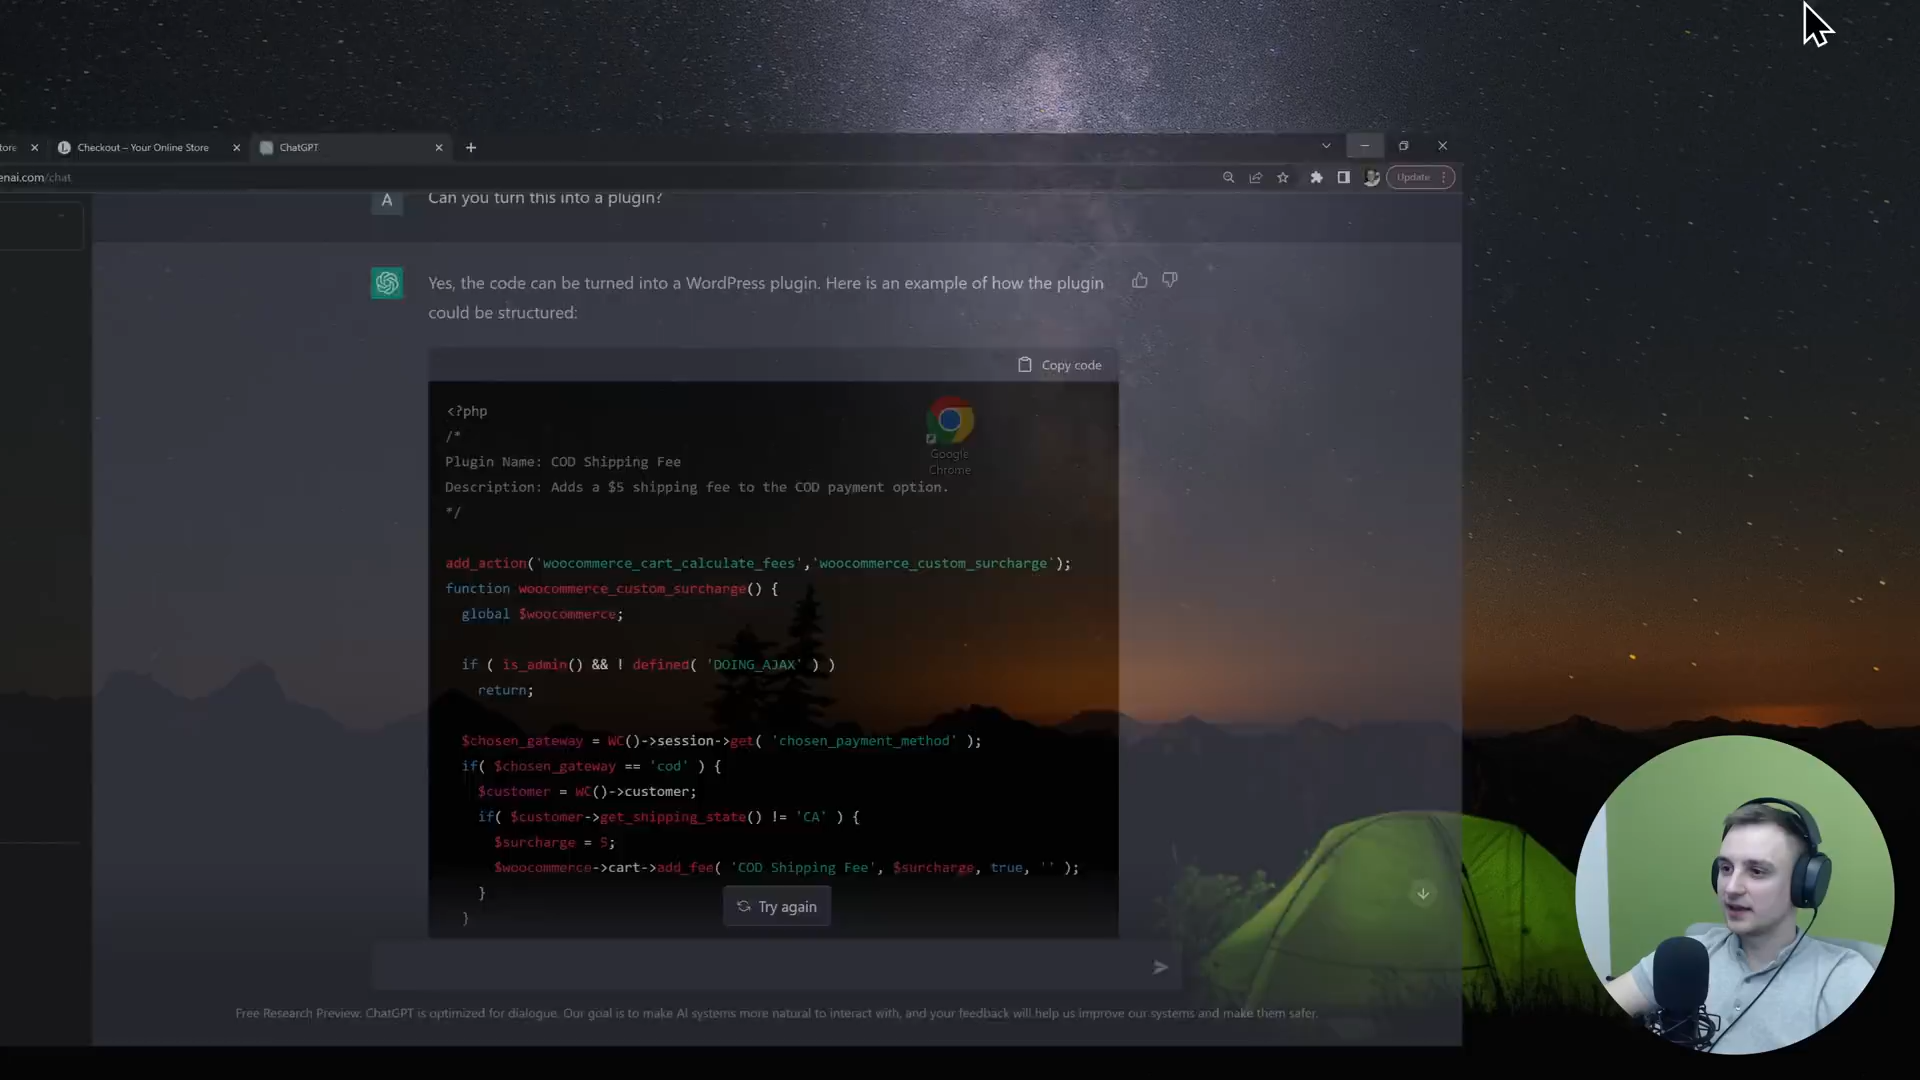 tore
Checkout – Your Online Store
ChatGPT
enai.com/chat
Update
A
Can you turn this into a plugin?
Yes, the code can be turned into a WordPress plugin. Here is an example of how the plugin
could be structured:
Copy code
<?php
/*
Plugin Name: COD Shipping Fee
Description: Adds a $5 shipping fee to the COD payment option.
*/
Google
Chrome
add_action('woocommerce_cart_calculate_fees','woocommerce_custom_surcharge');
function woocommerce_custom_surcharge() {
global $woocommerce;
if ( is_admin() && ! defined( 'DOING_AJAX' ) )
return;
$chosen_gateway = WC()->session->get( 'chosen_payment_method' );
if( $chosen_gateway == 'cod' ) {
$customer = WC()->customer;
if( $customer->get_shipping_state() != 'CA' ) {
$surcharge = 5;
$woocommerce->cart->add_fee( 'COD Shipping Fee', $surcharge, true, '' );
}
}
Try again
Free Research Preview. ChatGPT is optimized for dialogue. Our goal is to make AI systems more natural to interact with, and your feedback will help us improve our systems and make them safer.